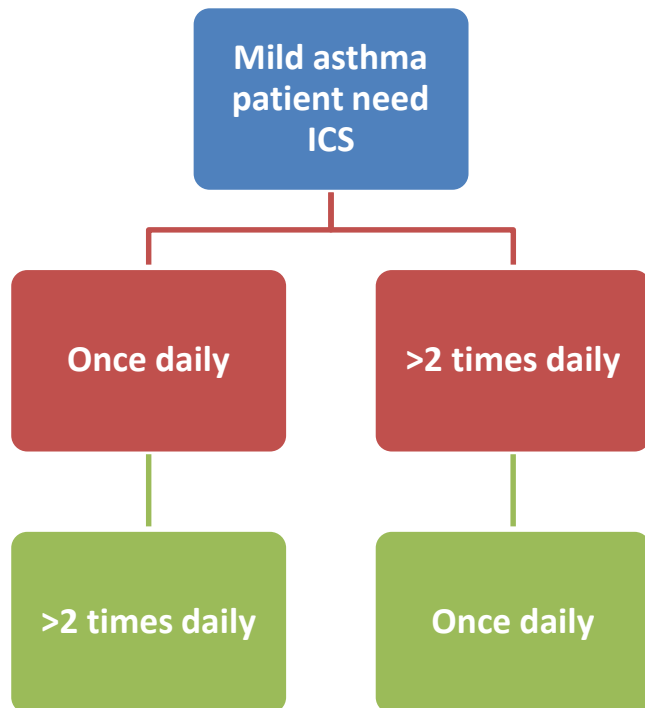 Mild asthma
patient need
ICS
Once daily
>2 times daily
>2 times daily
Once daily